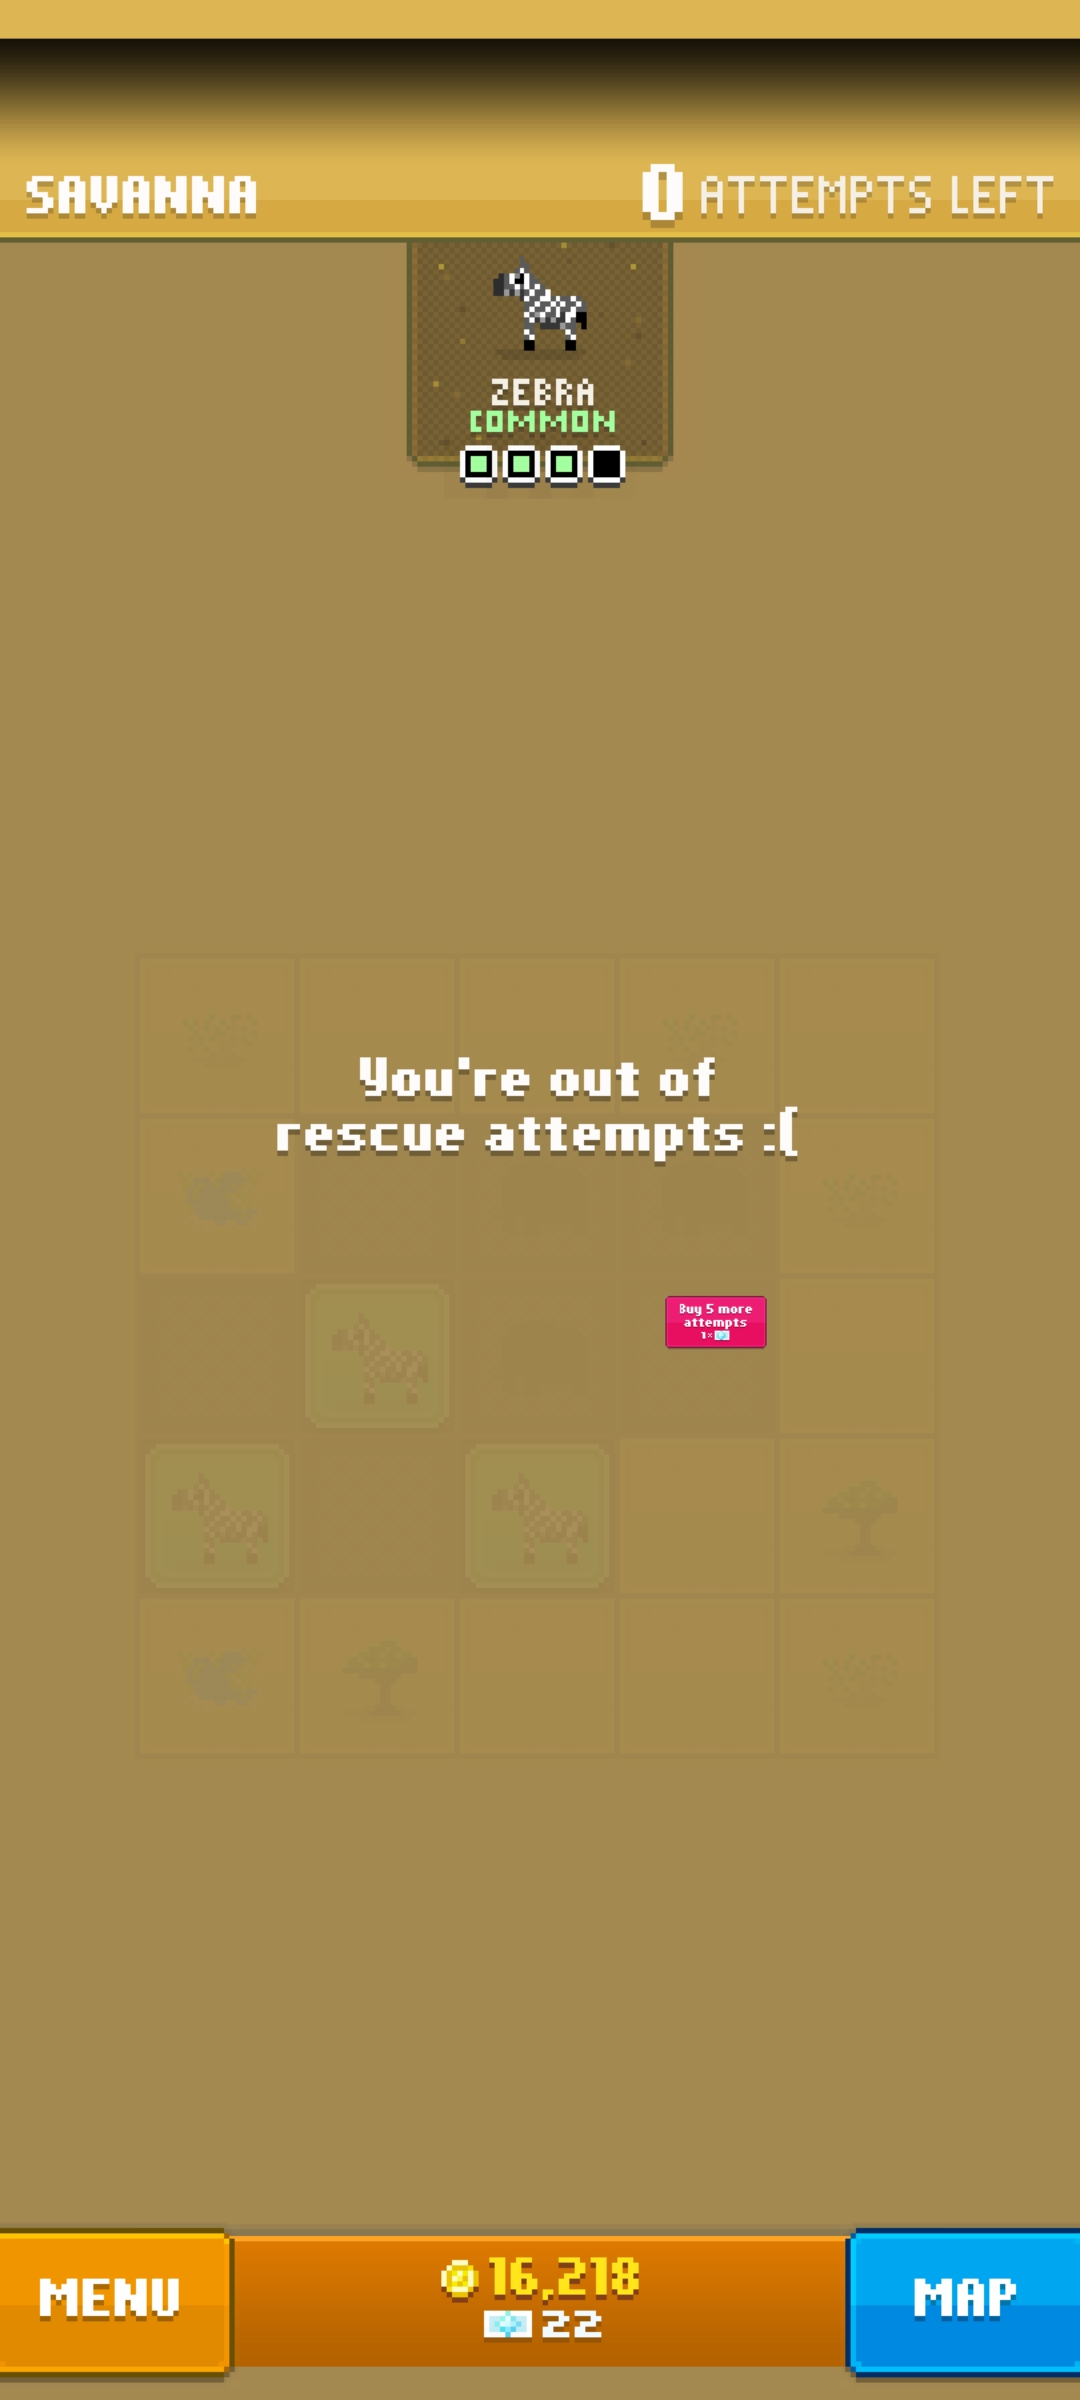 SAVANNA
0 ATTEMPTS LEFT
ZEBRA
COMMON
You're out of
rescue attempts :(
Buy 5 more
attempts
1×
MENU
16,218
22
MAP